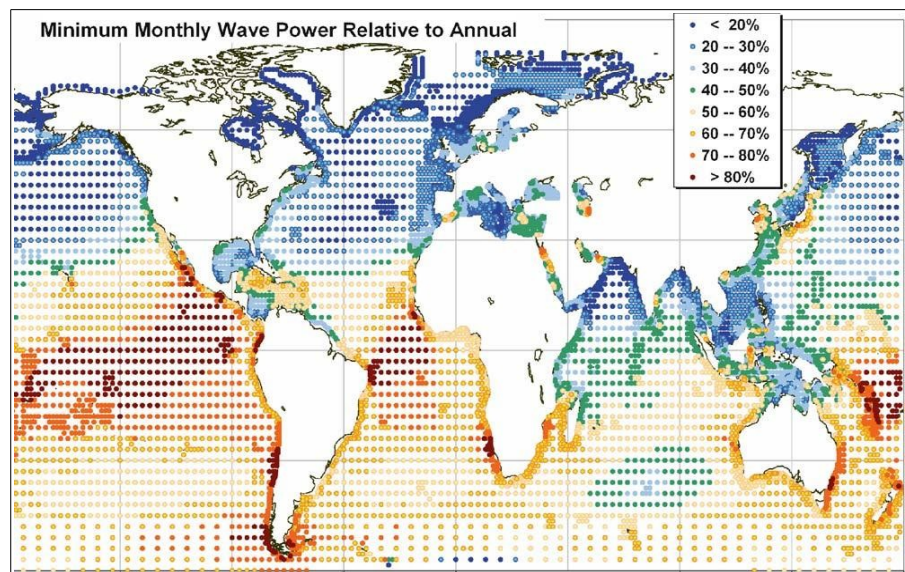 Minimum Monthly Wave Power Relative to Annual
< 20%
20 -- 30%
30 -- 40%
40 -- 50%
50 -- 60%
60 -- 70%
70 -- 80%
> 80%